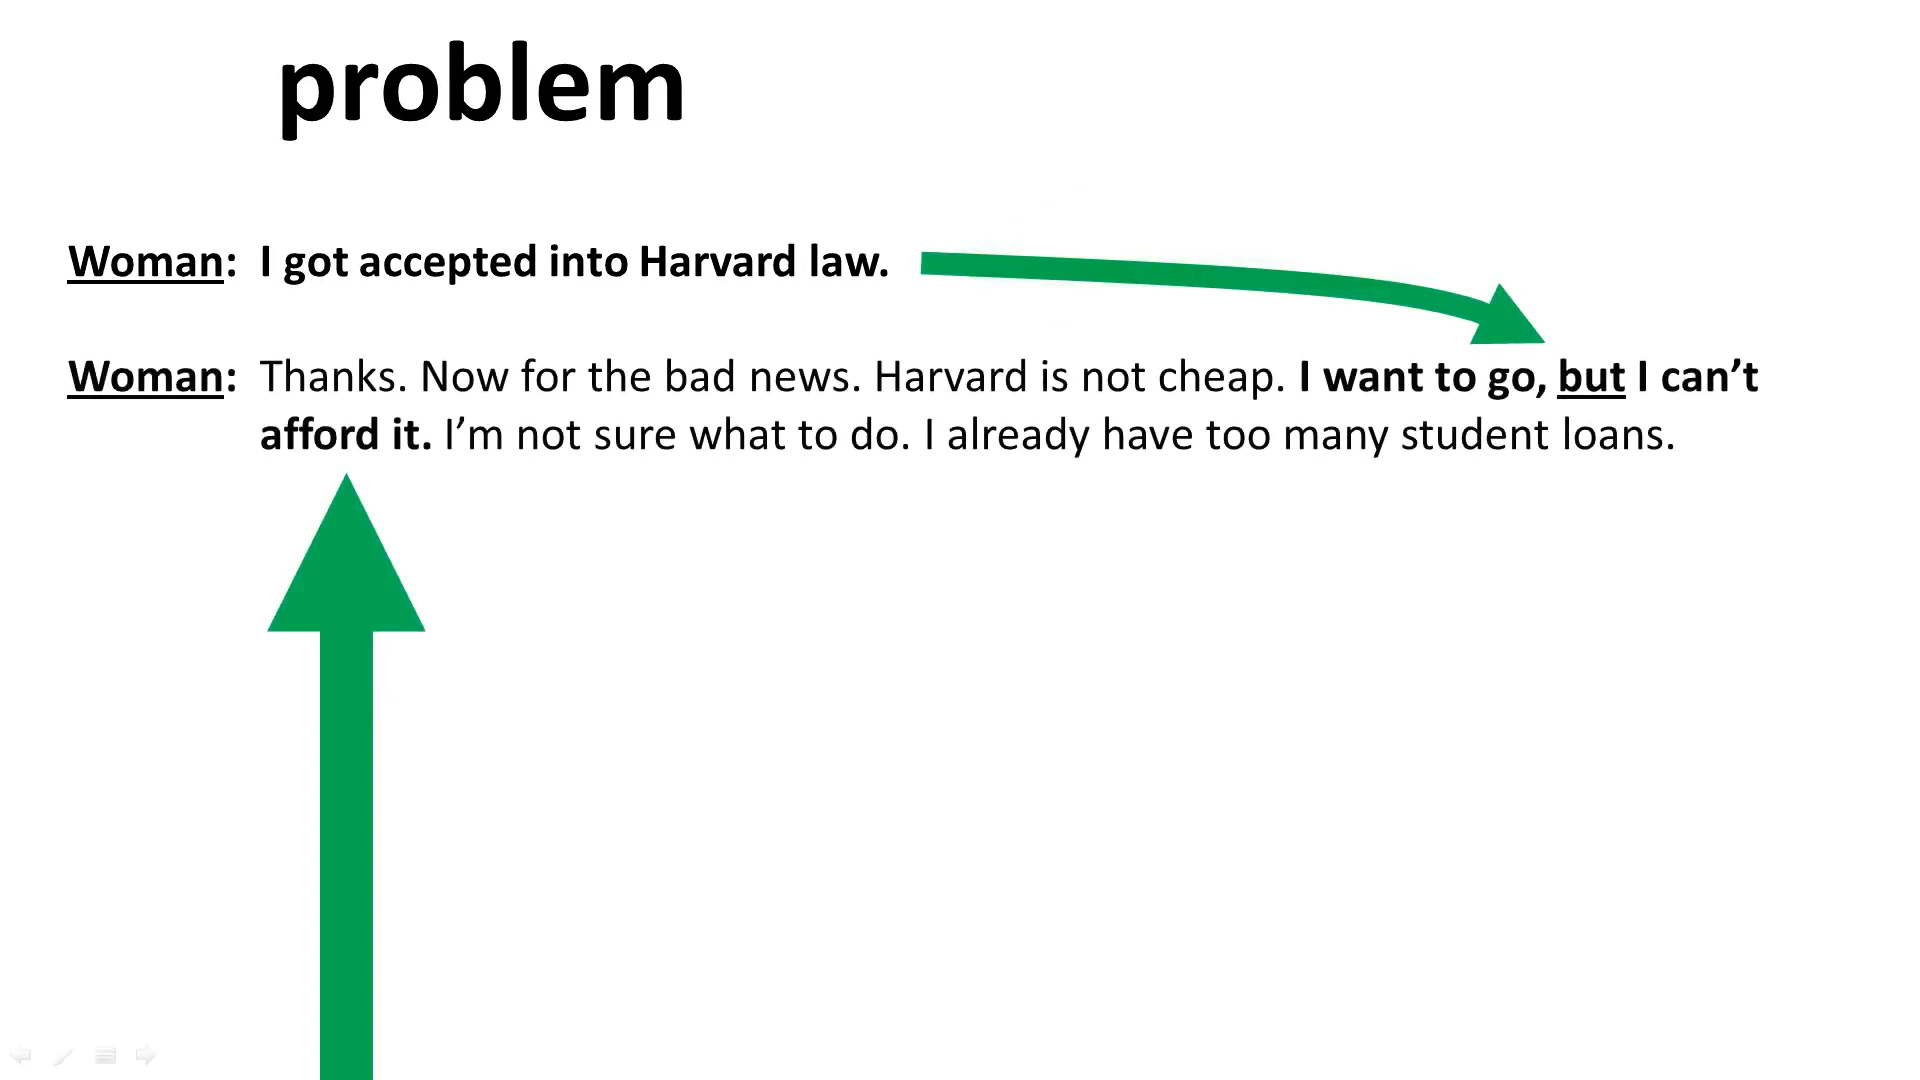 problem
Woman: I got accepted into Harvard law.
Woman: Thanks. Now for the bad news. Harvard is not cheap. I want to go, but I can’t
afford it. I’m not sure what to do. I already have too many student loans.